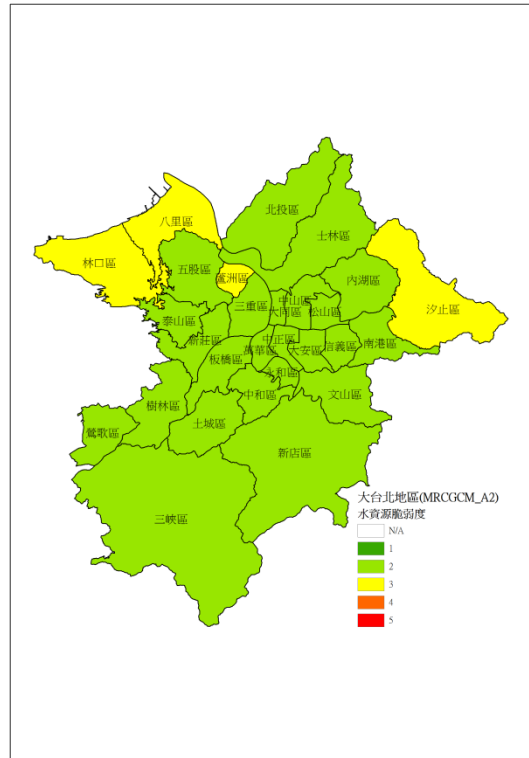 北投區
士林區
八里區
林口區
五股區
蘆洲區
內湖區
汐止區
三重區
中山區
大同區
松山區
泰山區
新莊區
中正區
萬華區
大安區
信義區
南港區
板橋區
永和區
中和區
文山區
樹林區
土城區
鶯歌區
新店區
三峽區
大台北地區(MRCGCM_A2)
水資源脆弱度
N/A
1
2
3
4
5